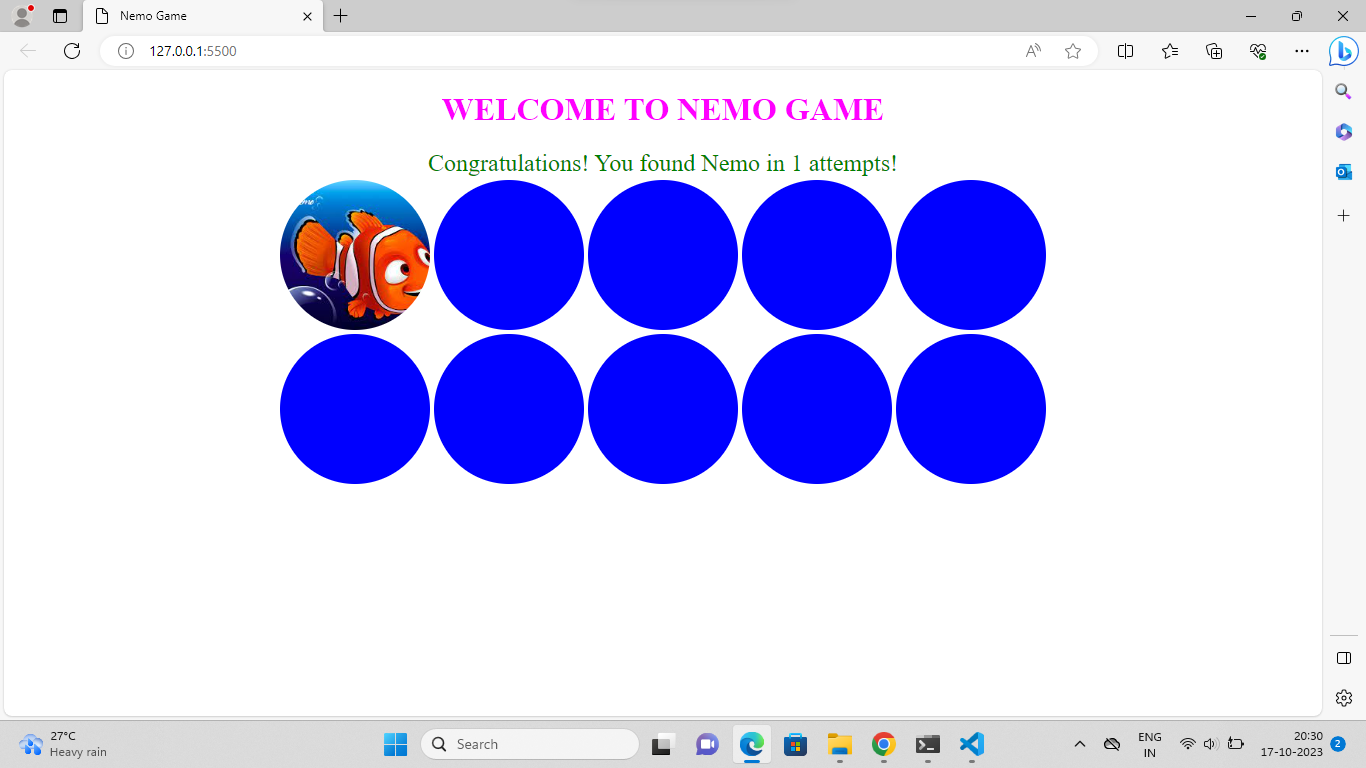 Nemo Game
127.0.0.1:5500
WELCOME TO NEMO GAME
Congratulations! You found Nemo in 1 attempts!
27°C
Heavy rain
Search
ENG
IN
20:30
17-10-2023
2